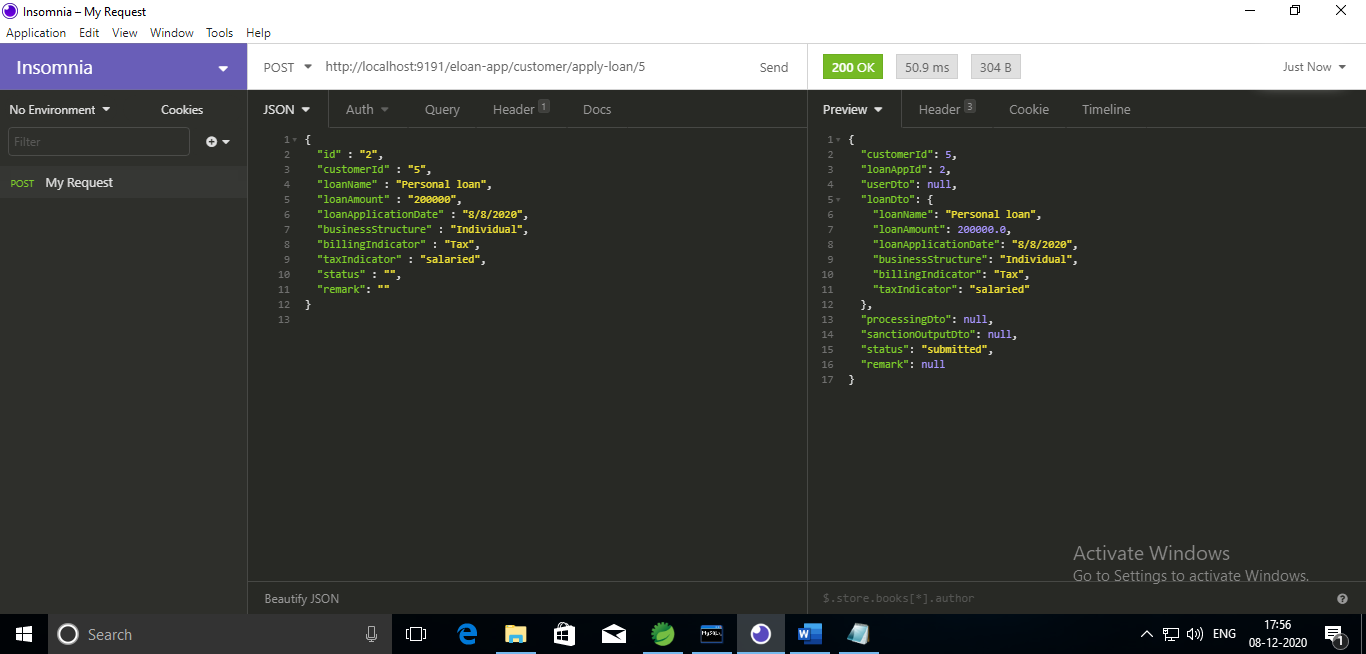 Insomnia – My Request
Application Edit View Window Tools Help
Insomnia
No Environment Cookies
Filter
POST My Request
POST http://localhost:9191/eloan-app/customer/apply-loan/5 Send
JSON Auth Query Header 1 Docs
1 {
2 "id" : "2",
3 "customerId" : "5",
4 "loanName" : "Personal loan",
5 "loanAmount" : "200000",
6 "loanApplicationDate" : "8/8/2020",
7 "businessStructure" : "Individual",
8 "billingIndicator" : "Tax",
9 "taxIndicator" : "salaried",
10 "status" : "",
11 "remark": ""
12 }
13
Beautify JSON
200 OK 50.9 ms 304 B Just Now
Preview Header 3 Cookie Timeline
1 {
2 "customerId": 5,
3 "loanAppId": 2,
4 "userDto": null,
5 "loanDto": {
6 "loanName": "Personal loan",
7 "loanAmount": 200000.0,
8 "loanApplicationDate": "8/8/2020",
9 "businessStructure": "Individual",
10 "billingIndicator": "Tax",
11 "taxIndicator": "salaried"
12 },
13 "processingDto": null,
14 "sanctionOutputDto": null,
15 "status": "submitted",
16 "remark": null
17 }
Activate Windows
Go to Settings to activate Windows.
$.store.books[*].author
Search
MySQL
ENG
17:56
08-12-2020
1